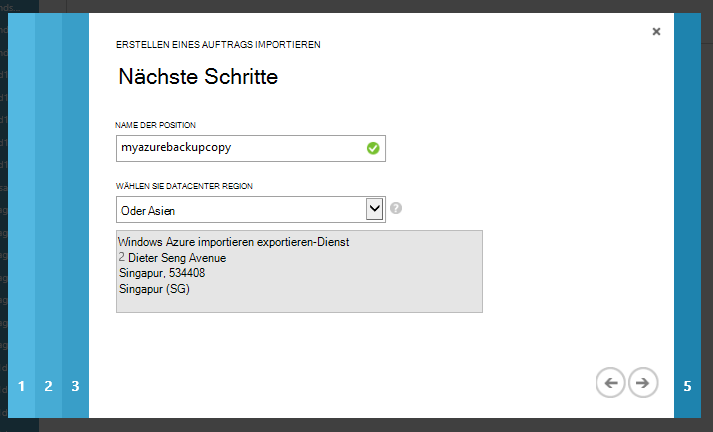 ERSTELLEN EINES AUFTRAGS IMPORTIEREN
Nächste Schritte
NAME DER POSITION
myazurebackupcopy
WÄHLEN SIE DATACENTER REGION
Oder Asien
Windows Azure importieren exportieren-Dienst
2 Dieter Seng Avenue
Singapur, 534408
Singapur (SG)
1 2 3 5